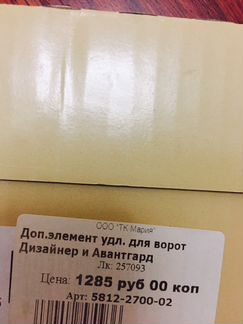 ООО "ТК Мария"
Доп.элемент удл. для ворот
Дизайнер и Авангард
Лк: 257093
Цена: 1285 руб 00 коп
Арт: 5812-2700-02